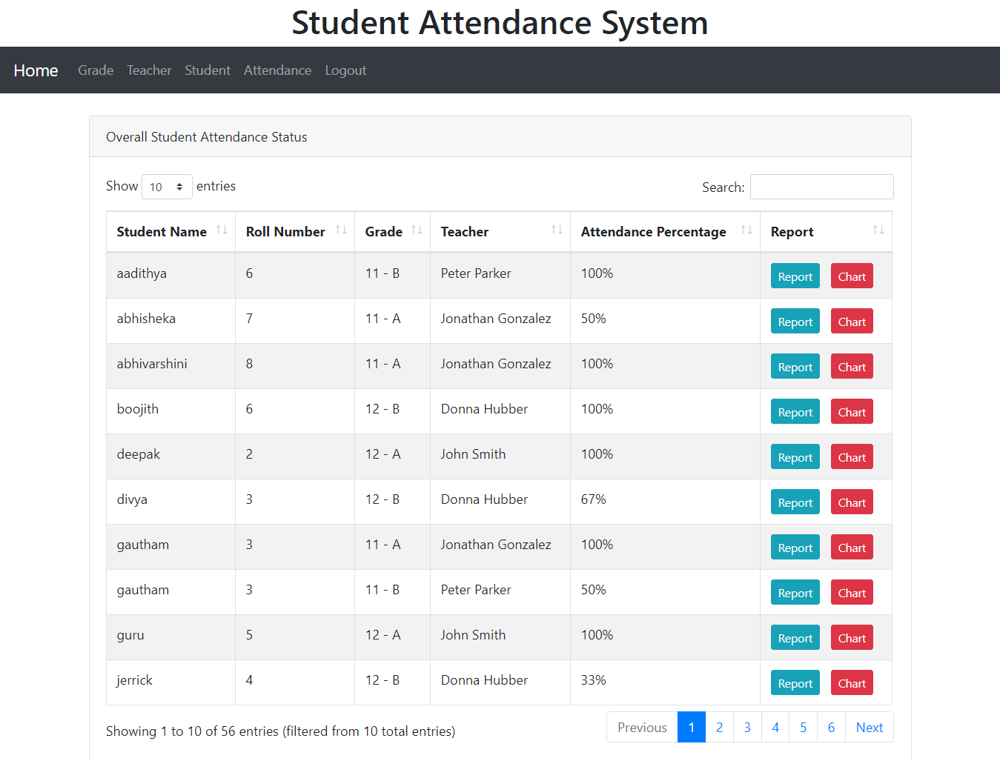 Student Attendance System
Home Grade Teacher Student Attendance Logout
Overall Student Attendance Status
Show 10 entries Search:
Student Name Roll Number Grade Teacher Attendance Percentage Report
aadithya 6 11 - B Peter Parker 100% Report Chart
abhisheka 7 11 - A Jonathan Gonzalez 50% Report Chart
abhivarshini 8 11 - A Jonathan Gonzalez 100% Report Chart
boojith 6 12 - B Donna Hubber 100% Report Chart
deepak 2 12 - A John Smith 100% Report Chart
divya 3 12 - B Donna Hubber 67% Report Chart
gautham 3 11 - A Jonathan Gonzalez 100% Report Chart
gautham 3 11 - B Peter Parker 50% Report Chart
guru 5 12 - A John Smith 100% Report Chart
jerrick 4 12 - B Donna Hubber 33% Report Chart
Showing 1 to 10 of 56 entries (filtered from 10 total entries) Previous 1 2 3 4 5 6 Next